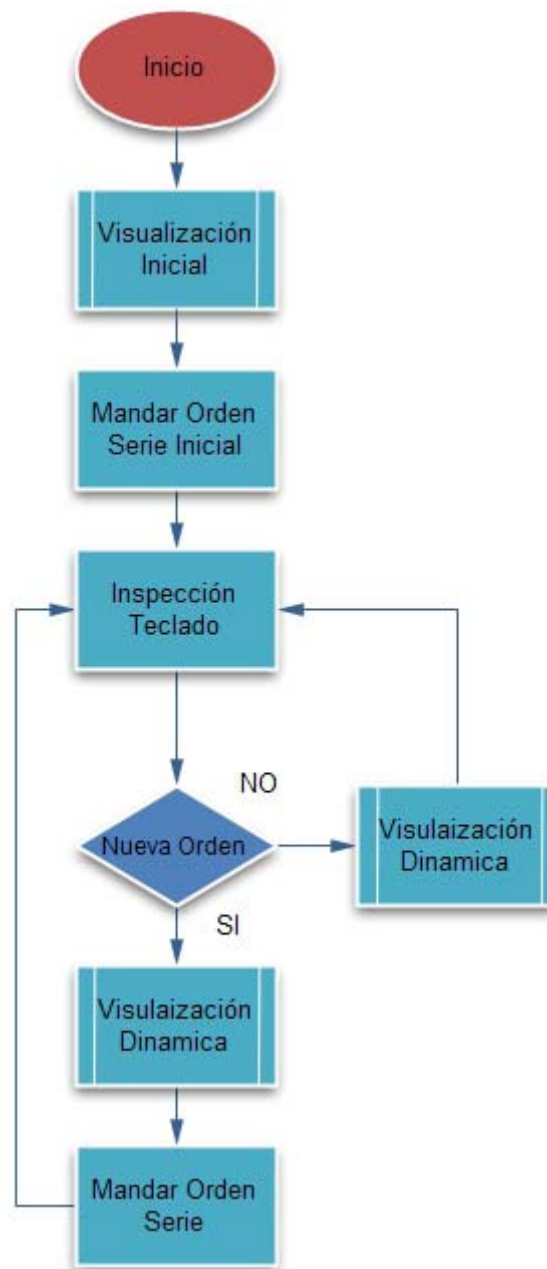 Inicio
Visualización
Inicial
Mandar Orden
Serie Inicial
Inspección
Teclado
NO
Nueva Orden
Visulaización
Dinamica
SI
Visulaización
Dinamica
Mandar Orden
Serie